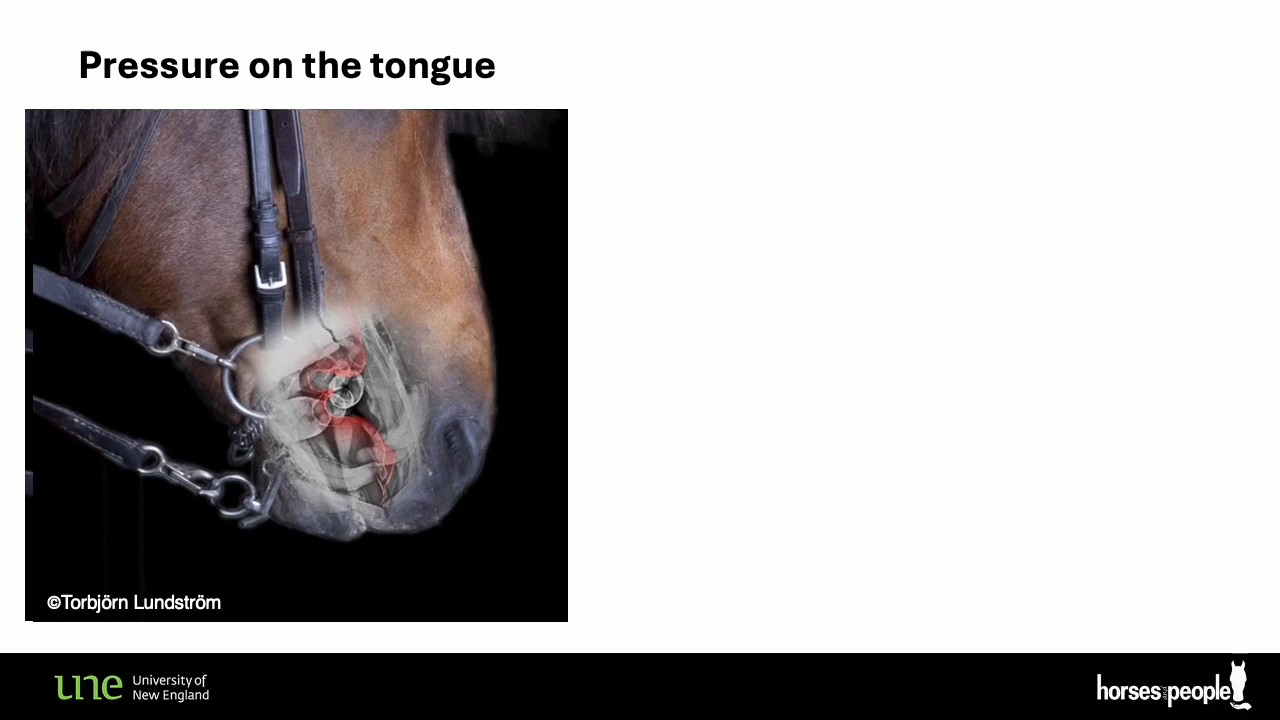 Pressure on the tongue
©Torbjörn Lundström
une University of
New England
horses and people